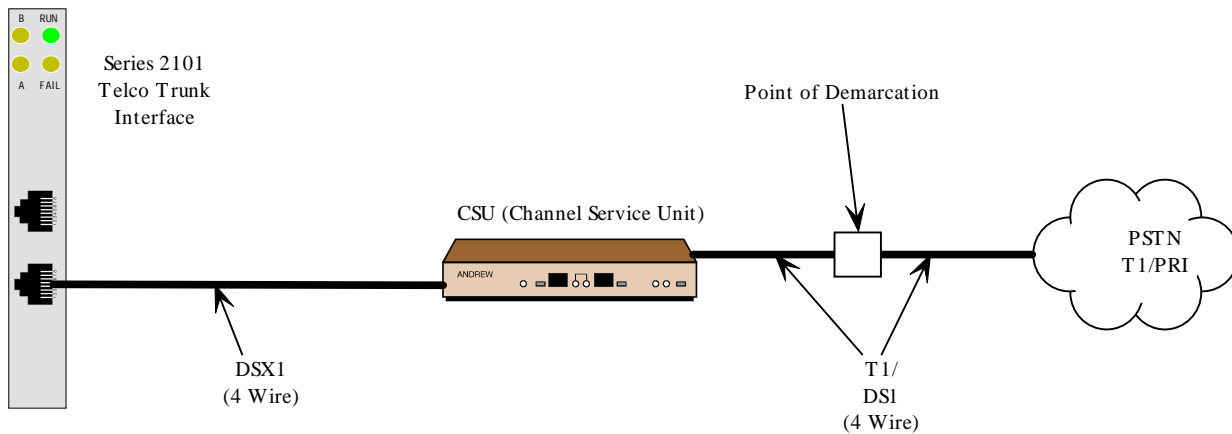 B RUN
A FAIL
Series 2101
Telco Trunk
Interface
Point of Demarcation
CSU (Channel Service Unit)
ANDREW
PSTN
T1/PRI
DSX1
(4 Wire)
T1/
DS1
(4 Wire)